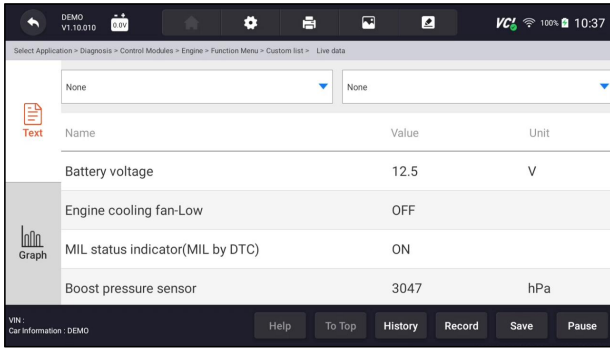 DEMO
V1.10.010
0.0V
VCI
100%
10:37
Select Application > Diagnosis > Control Modules > Engine > Function Menu > Custom list > Live data
None
None
Text
Name Value Unit
Battery voltage 12.5 V
Engine cooling fan-Low OFF
Graph
MIL status indicator(MIL by DTC) ON
Boost pressure sensor 3047 hPa
VIN :
Car Information : DEMO
Help To Top History Record Save Pause